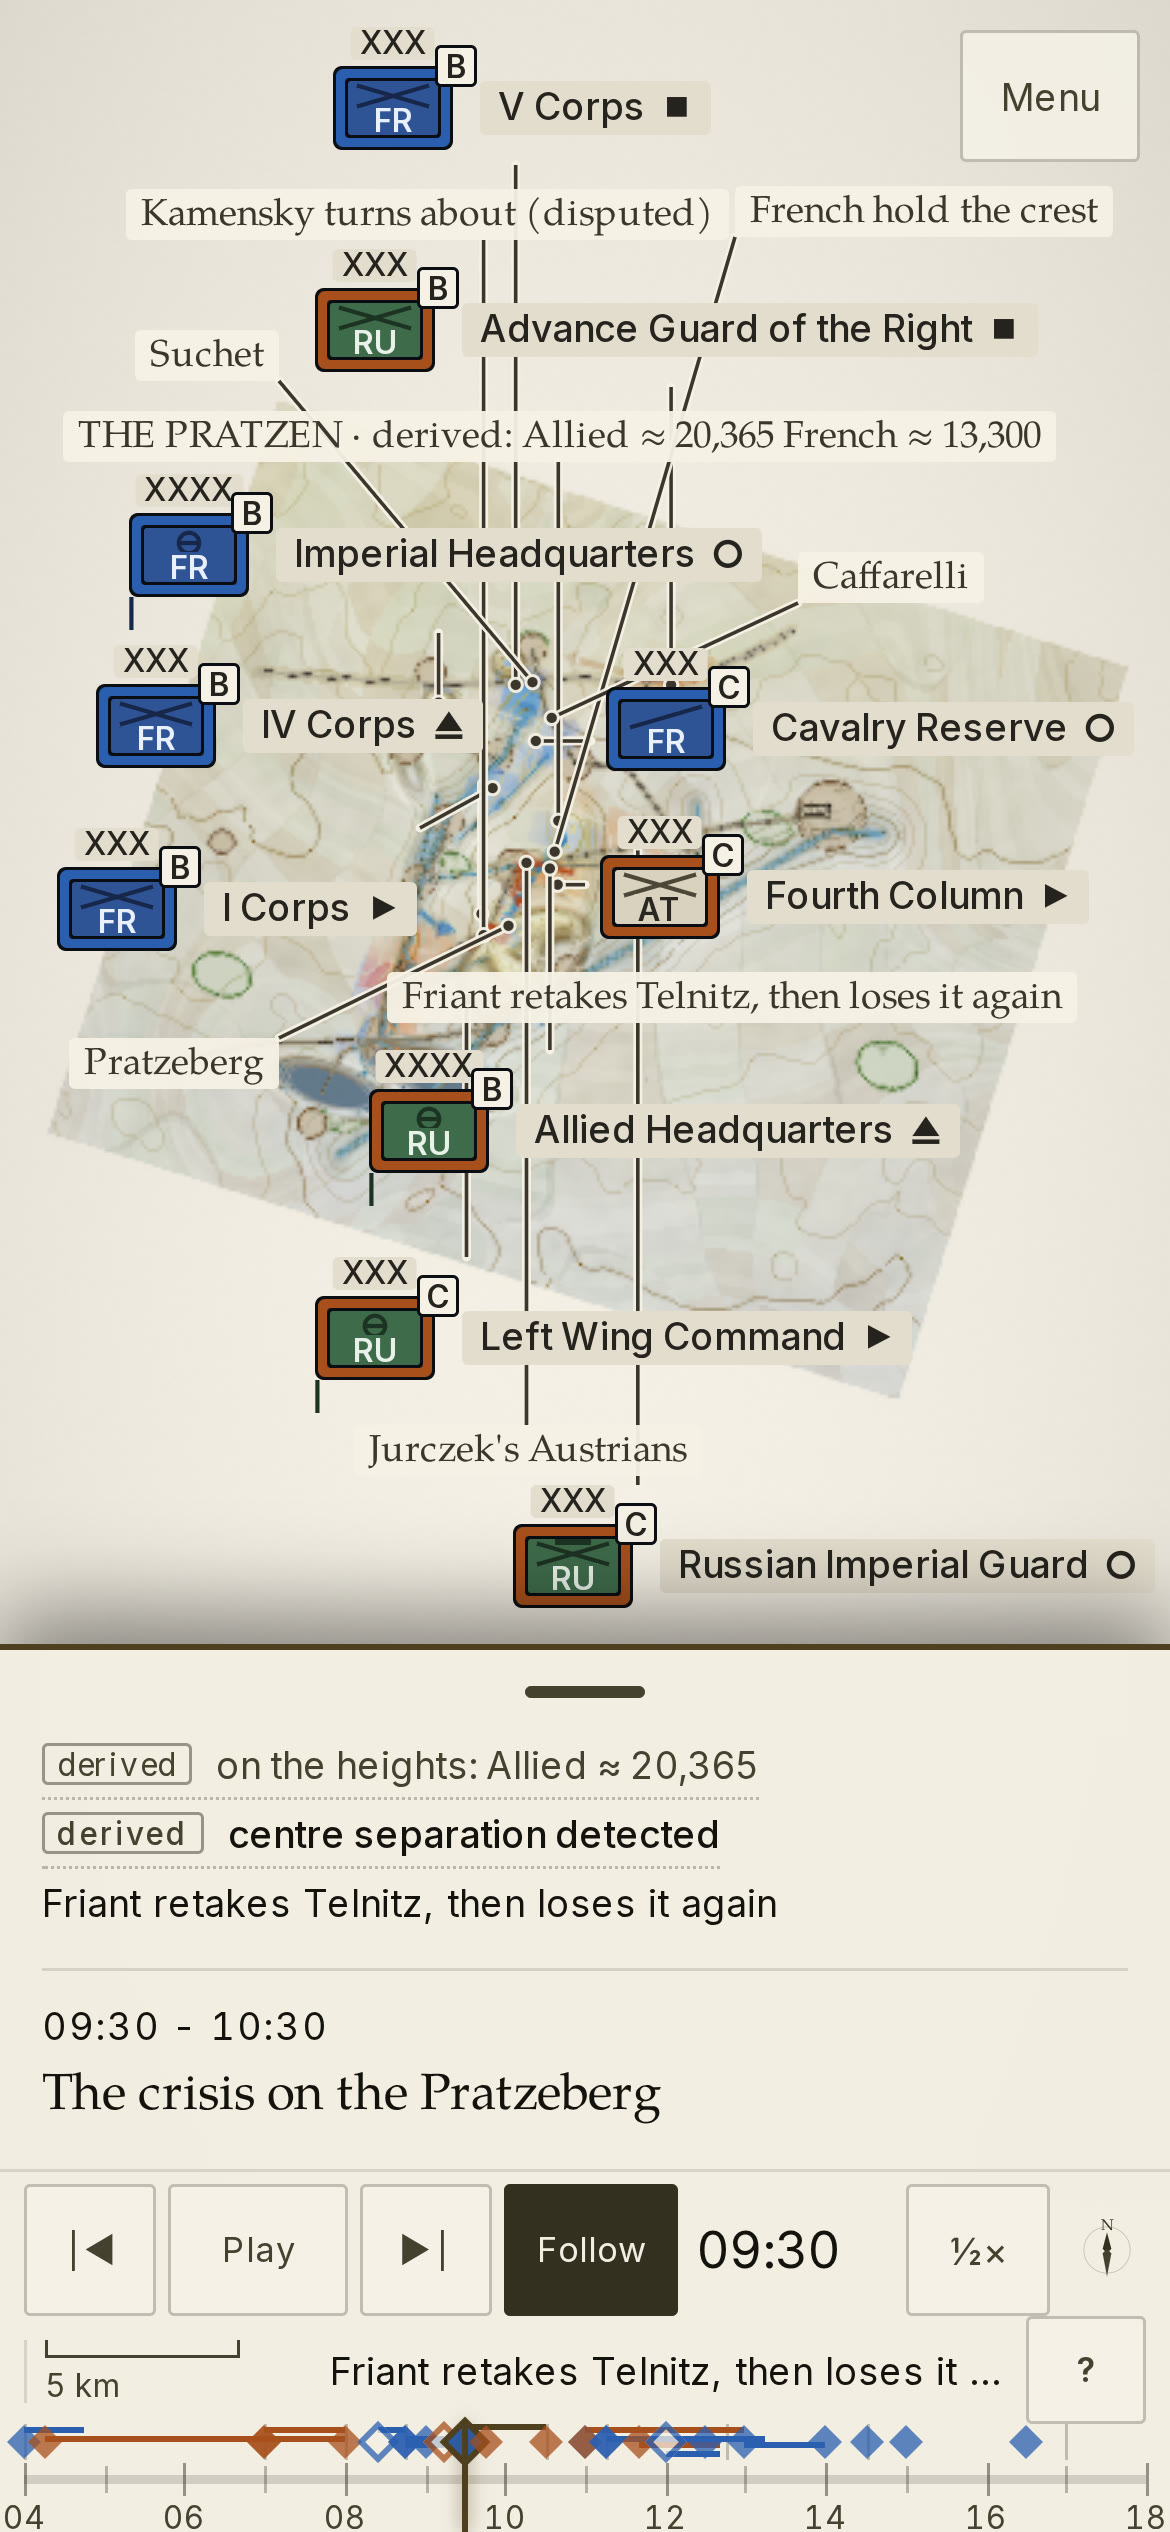 XXX
B
FR
V Corps
Menu
Kamensky turns about (disputed)
French hold the crest
XXX
B
RU
Advance Guard of the Right
Suchet
THE PRATZEN · derived: Allied ≈ 20,365 French ≈ 13,300
XXXX
B
FR
Imperial Headquarters
Caffarelli
XXX
B
FR
IV Corps
XXX
C
FR
Cavalry Reserve
XXX
B
FR
I Corps
XXX
C
AT
Fourth Column
Friant retakes Telnitz, then loses it again
Pratzeberg
XXXX
B
RU
Allied Headquarters
XXX
C
RU
Left Wing Command
Jurczek's Austrians
XXX
C
RU
Russian Imperial Guard
derived on the heights: Allied ≈ 20,365
derived centre separation detected
Friant retakes Telnitz, then loses it again
09:30 - 10:30
The crisis on the Pratzeberg
Play
Follow
09:30
½×
N
5 km
Friant retakes Telnitz, then loses it ...
?
04 06 08 10 12 14 16 18